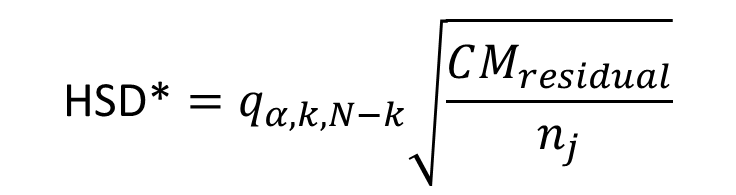 HSD* = q_{α,k,N−k} √(CM_{residual} / n_j)